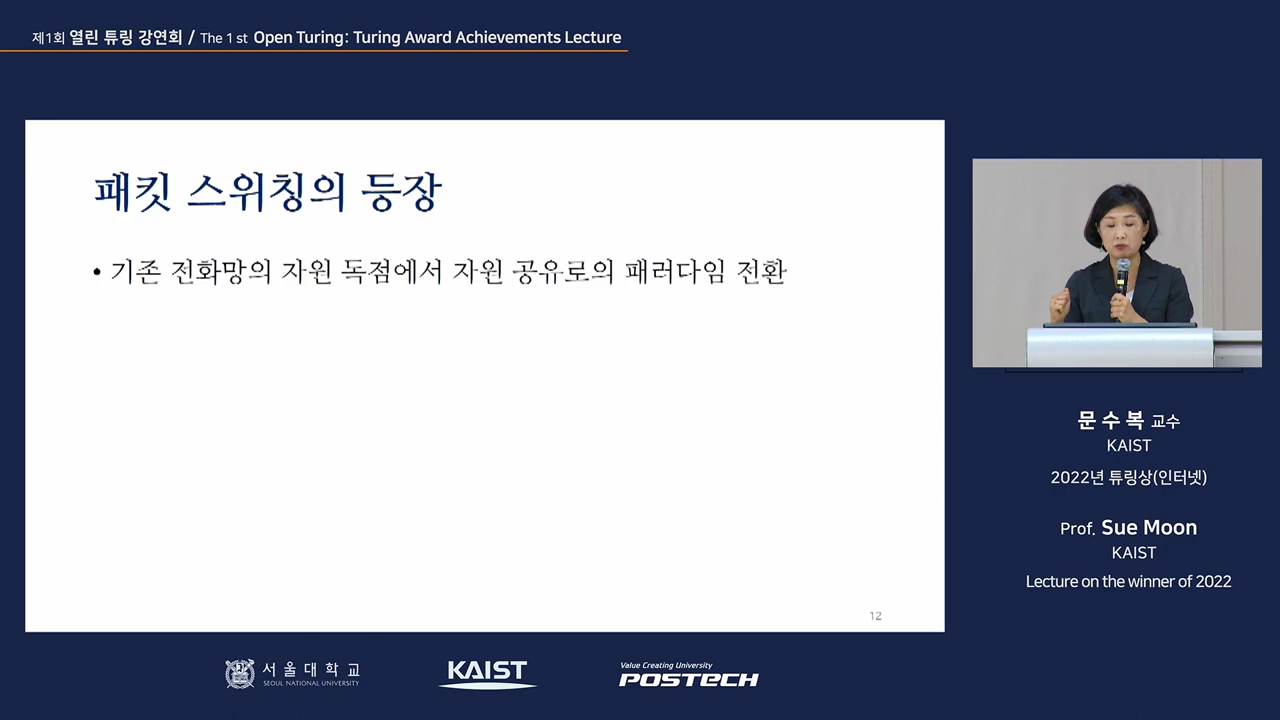 제1회 열린 튜링 강연회 / The 1 st Open Turing: Turing Award Achievements Lecture
패킷 스위칭의 등장
• 기존 전화망의 자원 독점에서 자원 공유로의 패러다임 전환
12
문 수 복 교수
KAIST
2022년 튜링상(인터넷)
Prof. Sue Moon
KAIST
Lecture on the winner of 2022
서울대학교
SEOUL NATIONAL UNIVERSITY
KAIST
Value Creating University
POSTECH